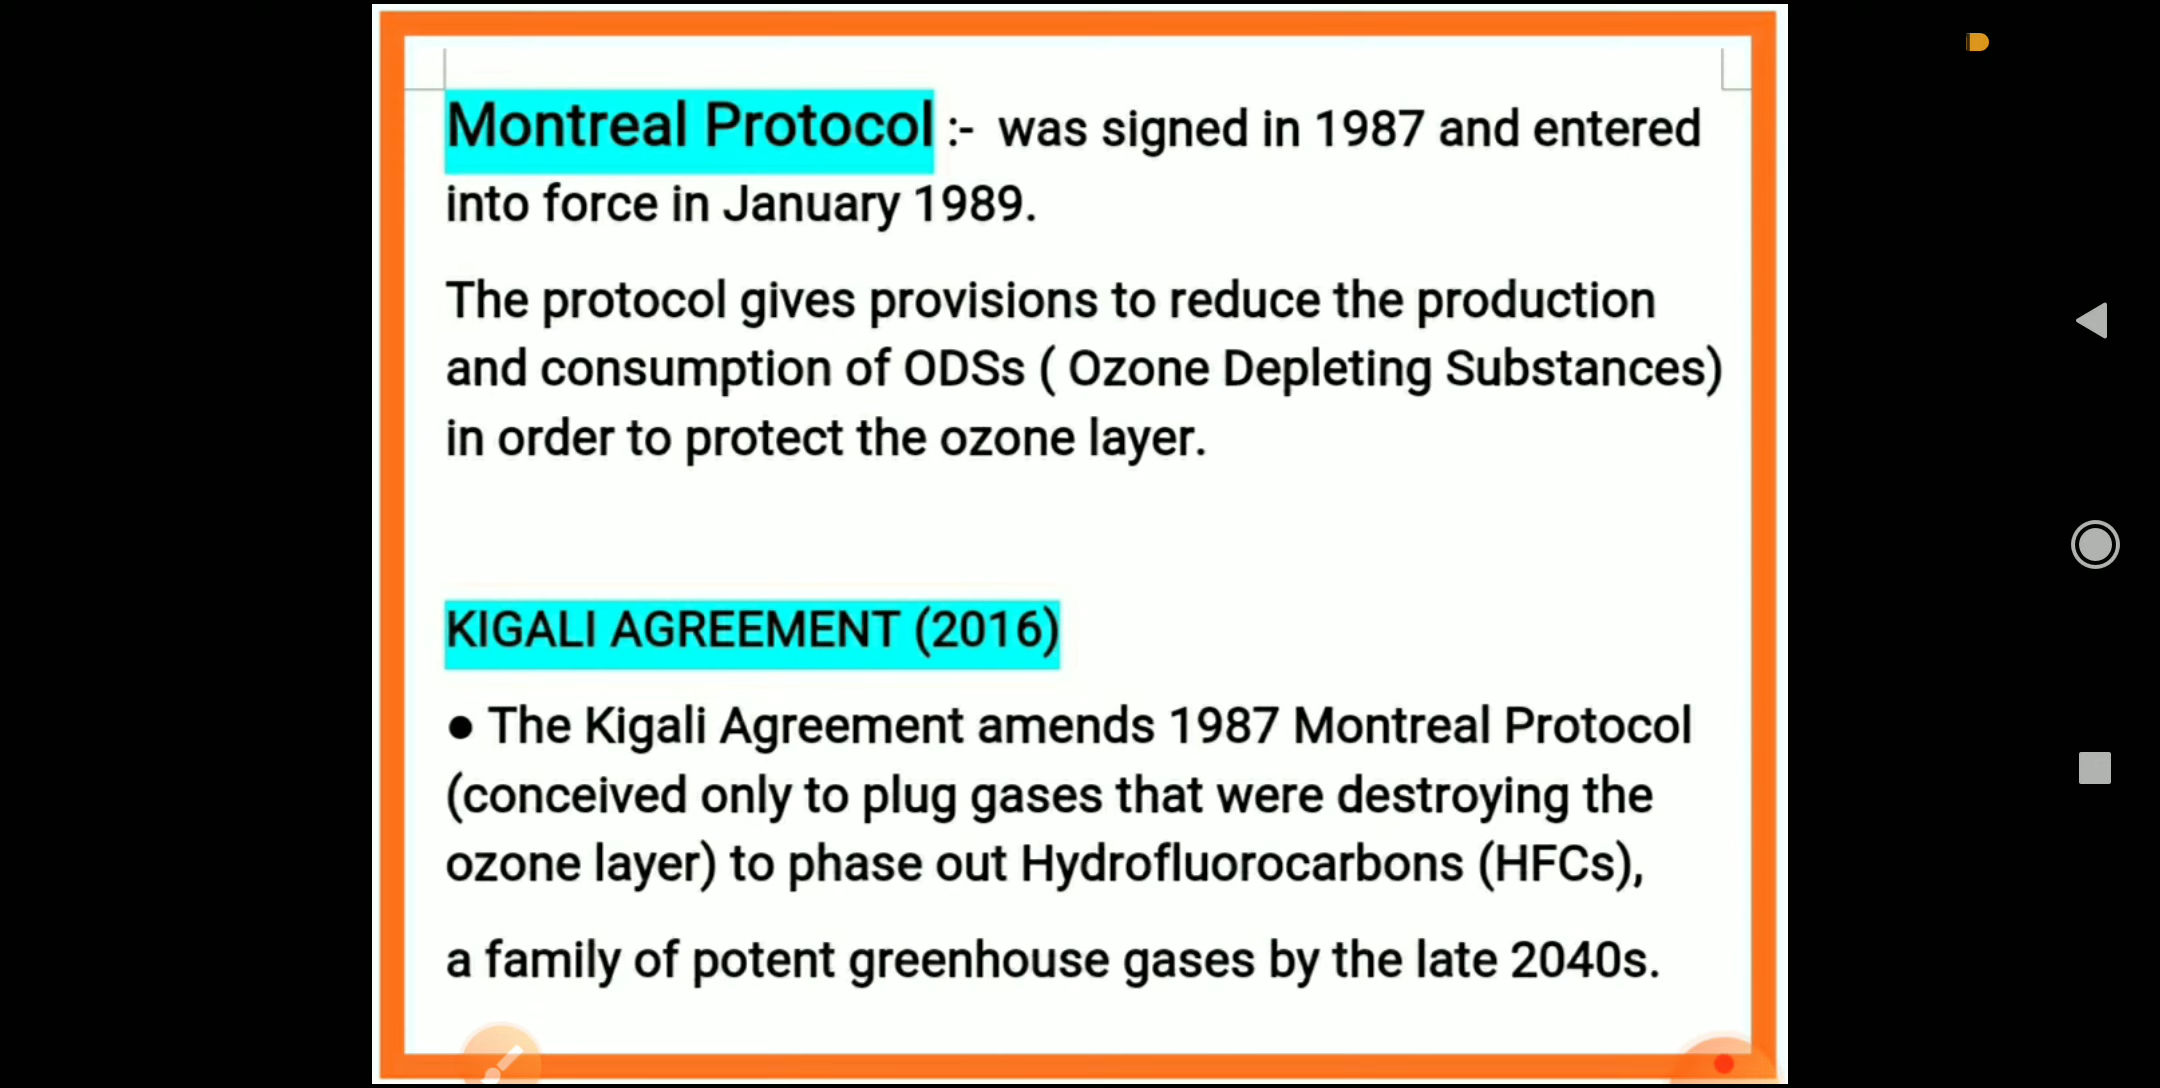 Montreal Protocol :- was signed in 1987 and entered
into force in January 1989.
The protocol gives provisions to reduce the production
and consumption of ODSs ( Ozone Depleting Substances)
in order to protect the ozone layer.
KIGALI AGREEMENT (2016)
● The Kigali Agreement amends 1987 Montreal Protocol
(conceived only to plug gases that were destroying the
ozone layer) to phase out Hydrofluorocarbons (HFCs),
a family of potent greenhouse gases by the late 2040s.